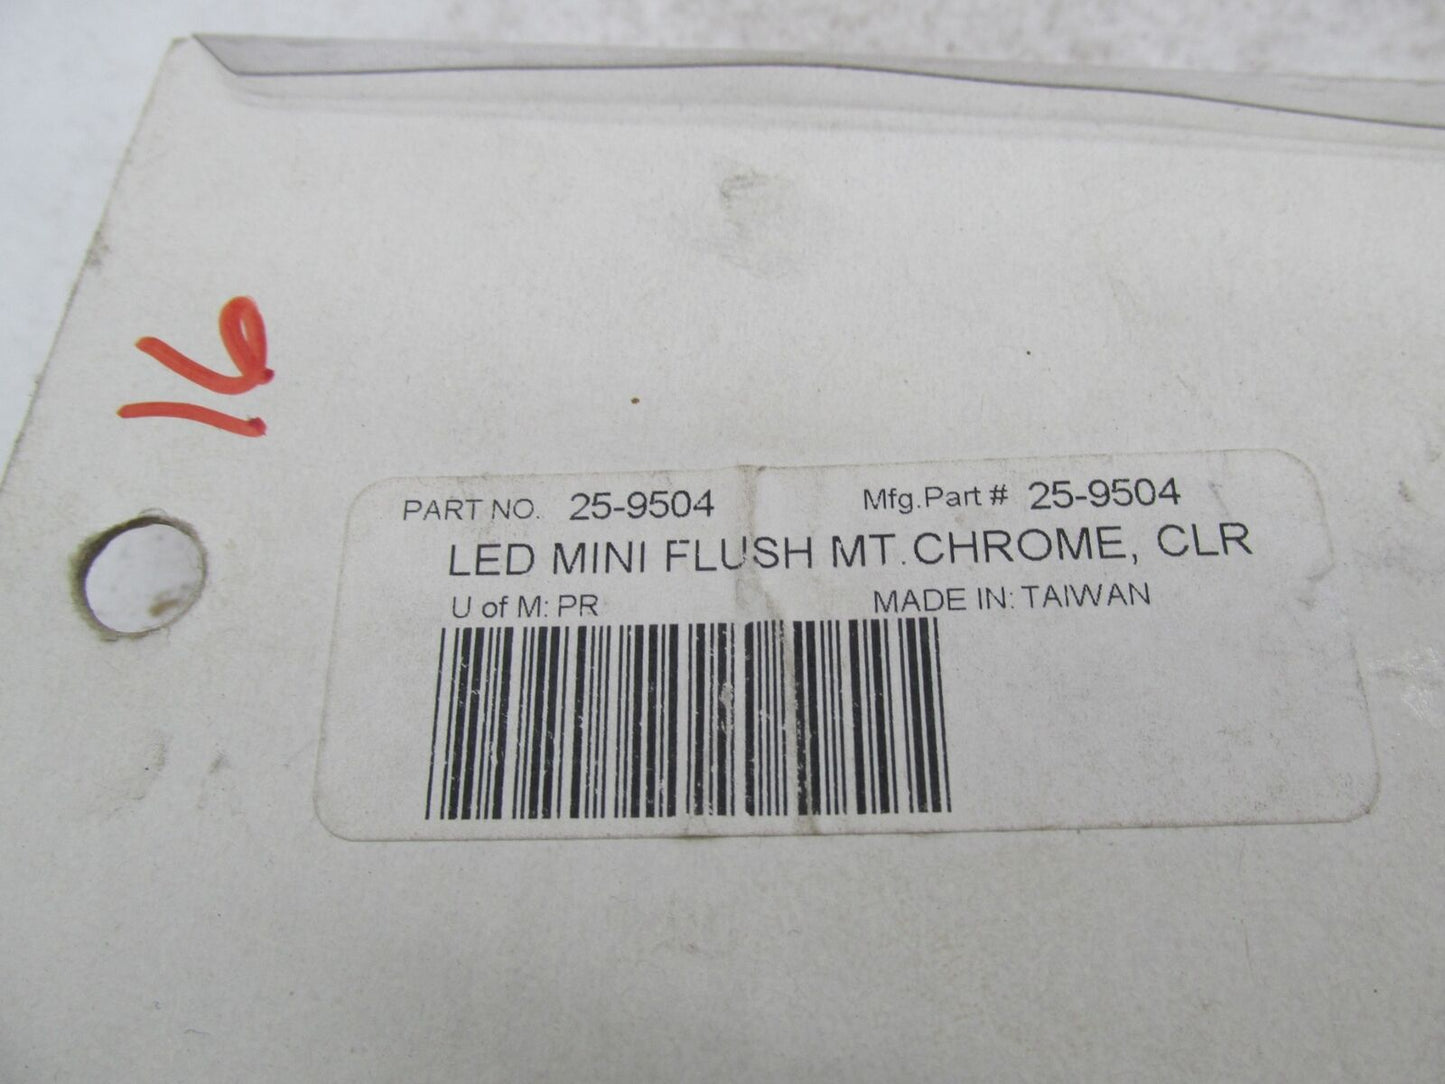 16
PART NO. 25-9504 Mfg.Part # 25-9504
LED MINI FLUSH MT.CHROME, CLR
U of M: PR MADE IN: TAIWAN